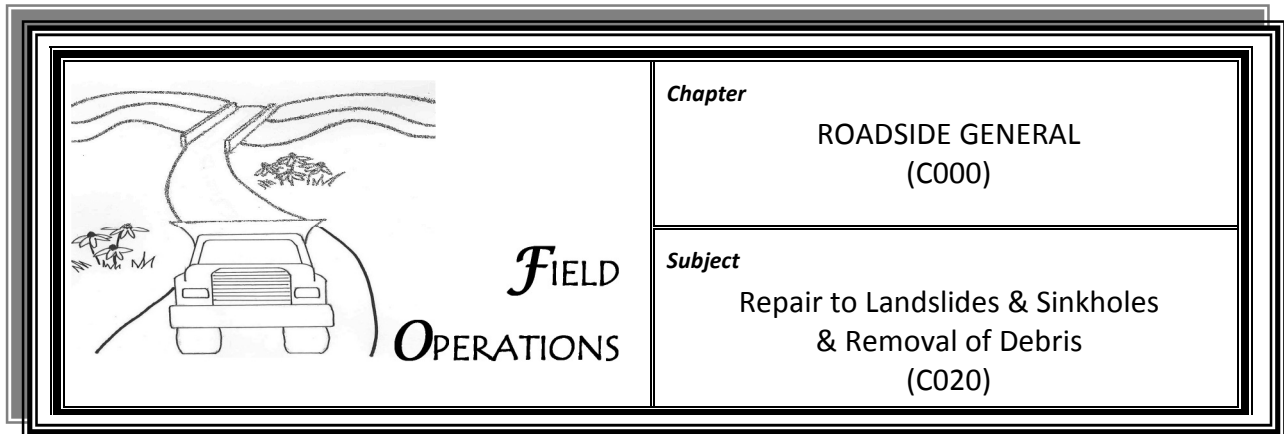 FIELD
OPERATIONS
Chapter
ROADSIDE GENERAL
(C000)
Subject
Repair to Landslides & Sinkholes
& Removal of Debris
(C020)